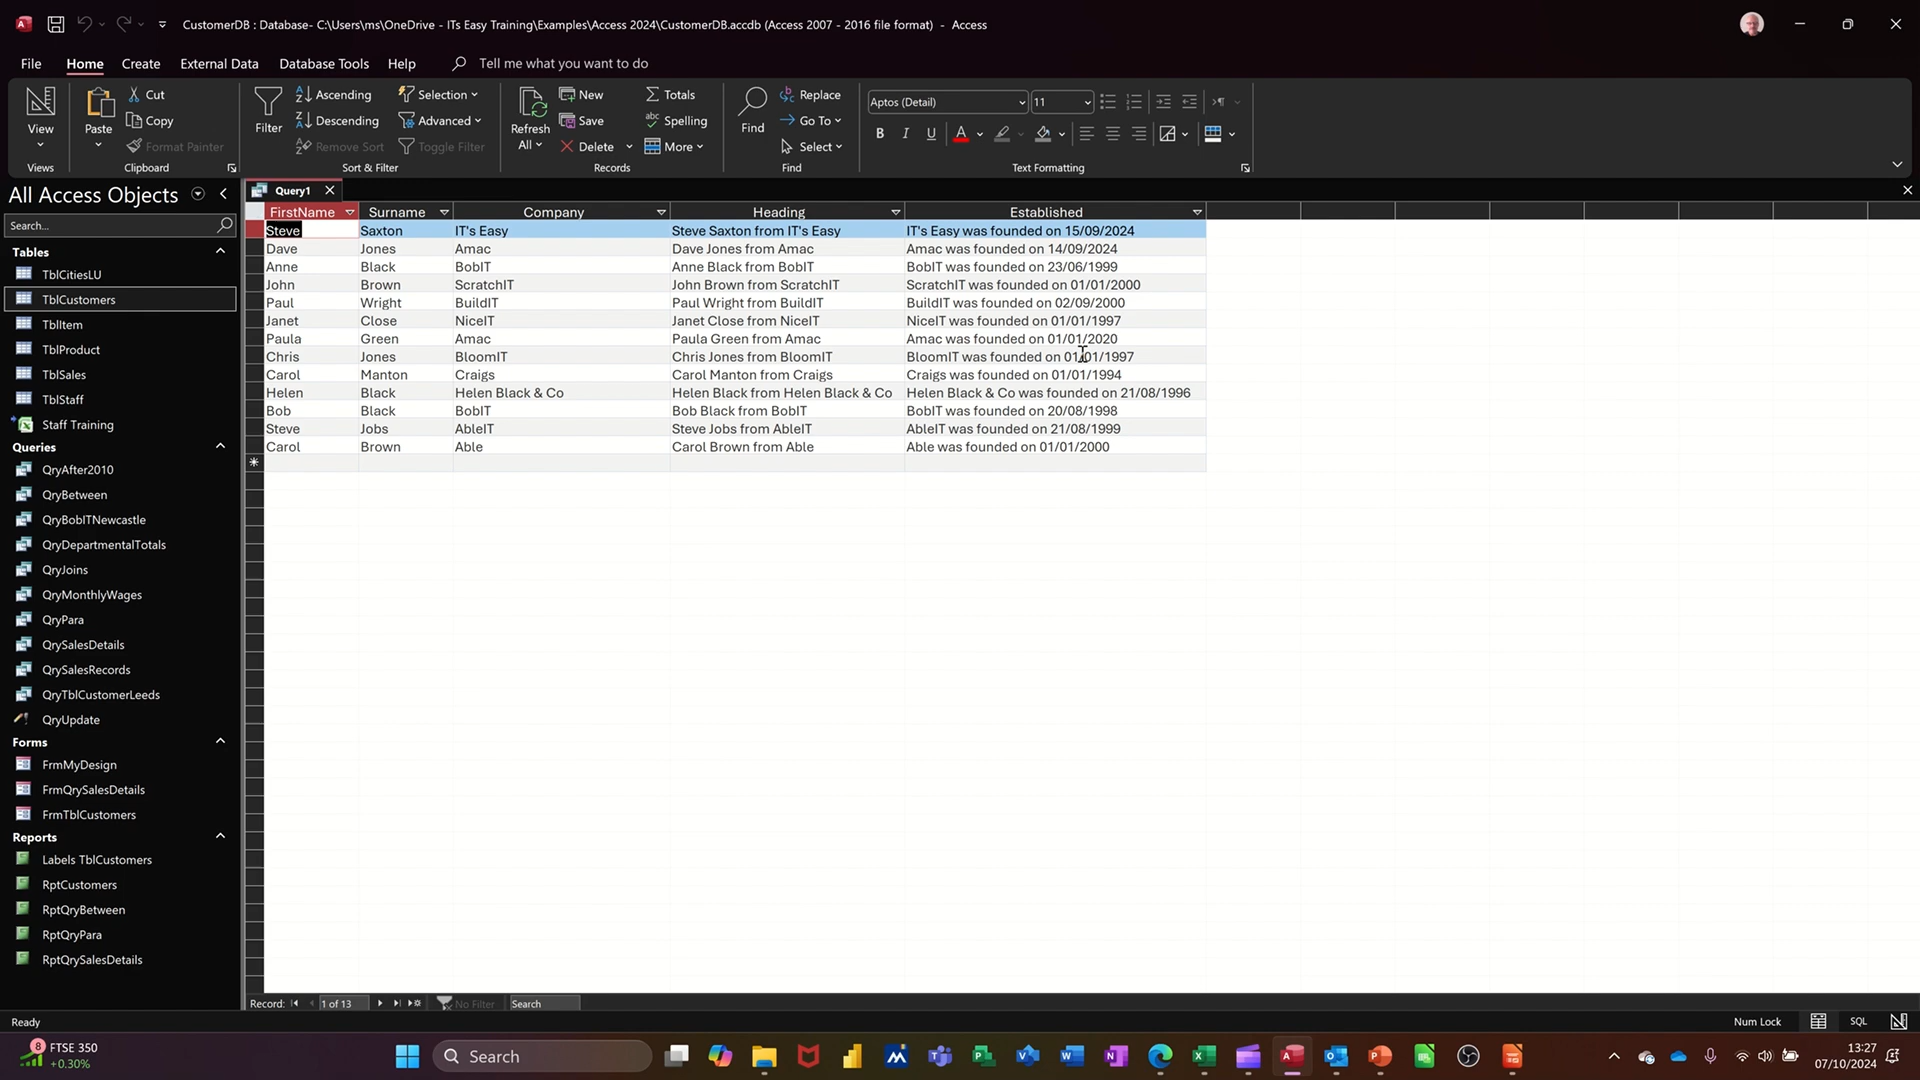 CustomerDB : Database- C:\Users\ms\OneDrive - ITs Easy Training\Examples\Access 2024\CustomerDB.accdb (Access 2007 - 2016 file format) - Access
File Home Create External Data Database Tools Help Tell me what you want to do
View
Views
Paste
Cut
Copy
Format Painter
Clipboard
Filter
Ascending
Descending
Remove Sort
Selection
Advanced
Toggle Filter
Sort & Filter
Refresh
All
New
Save
Delete
Totals
Spelling
More
Records
Find
Replace
Go To
Select
Find
Aptos (Detail) 11
B I U A
Text Formatting
All Access Objects
Search...
Tables
TblCitiesLU
TblCustomers
TblItem
TblProduct
TblSales
TblStaff
Staff Training
Queries
QryAfter2010
QryBetween
QryBobITNewcastle
QryDepartmentalTotals
QryJoins
QryMonthlyWages
QryPara
QrySalesDetails
QrySalesRecords
QryTblCustomerLeeds
QryUpdate
Forms
FrmMyDesign
FrmQrySalesDetails
FrmTblCustomers
Reports
Labels TblCustomers
RptCustomers
RptQryBetween
RptQryPara
RptQrySalesDetails
Query1
FirstName Surname Company Heading Established
Steve Saxton IT's Easy Steve Saxton from IT's Easy IT's Easy was founded on 15/09/2024
Dave Jones Amac Dave Jones from Amac Amac was founded on 14/09/2024
Anne Black BobIT Anne Black from BobIT BobIT was founded on 23/06/1999
John Brown ScratchIT John Brown from ScratchIT ScratchIT was founded on 01/01/2000
Paul Wright BuildIT Paul Wright from BuildIT BuildIT was founded on 02/09/2000
Janet Close NiceIT Janet Close from NiceIT NiceIT was founded on 01/01/1997
Paula Green Amac Paula Green from Amac Amac was founded on 01/01/2020
Chris Jones BloomIT Chris Jones from BloomIT BloomIT was founded on 01/01/1997
Carol Manton Craigs Carol Manton from Craigs Craigs was founded on 01/01/1994
Helen Black Helen Black & Co Helen Black from Helen Black & Co Helen Black & Co was founded on 21/08/1996
Bob Black BobIT Bob Black from BobIT BobIT was founded on 20/08/1998
Steve Jobs AbleIT Steve Jobs from AbleIT AbleIT was founded on 21/08/1999
Carol Brown Able Carol Brown from Able Able was founded on 01/01/2000
Record: 1 of 13 No Filter Search
Ready
Num Lock SQL
8 FTSE 350
+0.30%
Search
13:27
07/10/2024